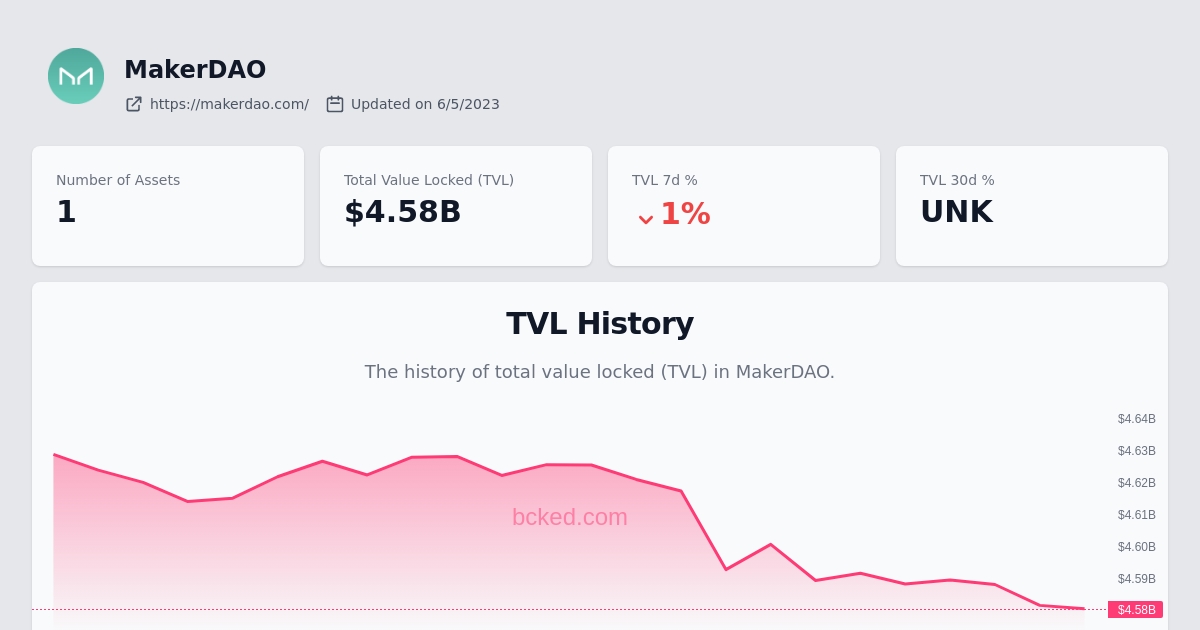 MakerDAO
https://makerdao.com/ Updated on 6/5/2023
Number of Assets
1
Total Value Locked (TVL)
$4.58B
TVL 7d %
1%
TVL 30d %
UNK
TVL History
The history of total value locked (TVL) in MakerDAO.
$4.64B
$4.63B
$4.62B
$4.61B
bcked.com
$4.60B
$4.59B
$4.58B